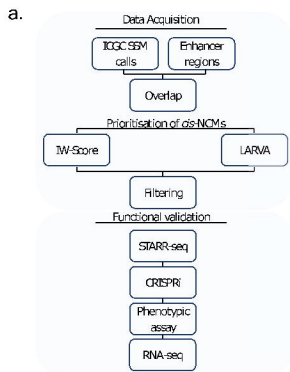 a.
Data Acquisition
ICGC SSM Enhancer
calls regions
Overlap
Prioritisation of cis-NCMs
IW-Score LARVA
Filtering
Functional validation
STARR-seq
CRISPRi
Phenotypic
assay
RNA-seq